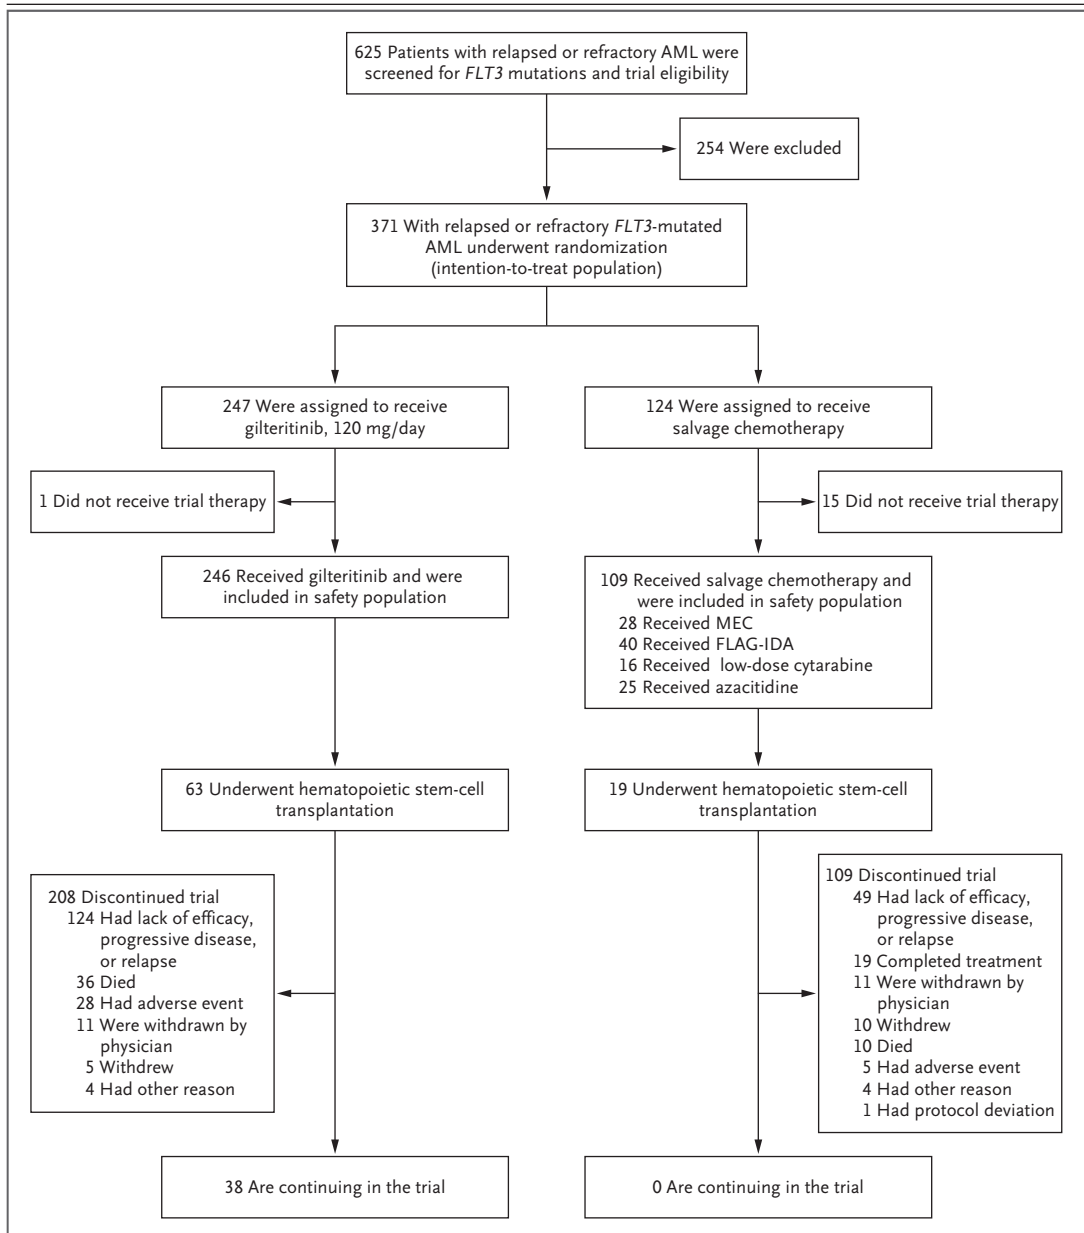 625 Patients with relapsed or refractory AML were
screened for FLT3 mutations and trial eligibility
254 Were excluded
371 With relapsed or refractory FLT3-mutated
AML underwent randomization
(intention-to-treat population)
247 Were assigned to receive
gilteritinib, 120 mg/day
124 Were assigned to receive
salvage chemotherapy
1 Did not receive trial therapy
15 Did not receive trial therapy
246 Received gilteritinib and were
included in safety population
109 Received salvage chemotherapy and
were included in safety population
28 Received MEC
40 Received FLAG-IDA
16 Received low-dose cytarabine
25 Received azacitidine
63 Underwent hematopoietic stem-cell
transplantation
19 Underwent hematopoietic stem-cell
transplantation
208 Discontinued trial
124 Had lack of efficacy,
progressive disease,
or relapse
36 Died
28 Had adverse event
11 Were withdrawn by
physician
5 Withdrew
4 Had other reason
109 Discontinued trial
49 Had lack of efficacy,
progressive disease,
or relapse
19 Completed treatment
11 Were withdrawn by
physician
10 Withdrew
10 Died
5 Had adverse event
4 Had other reason
1 Had protocol deviation
38 Are continuing in the trial
0 Are continuing in the trial